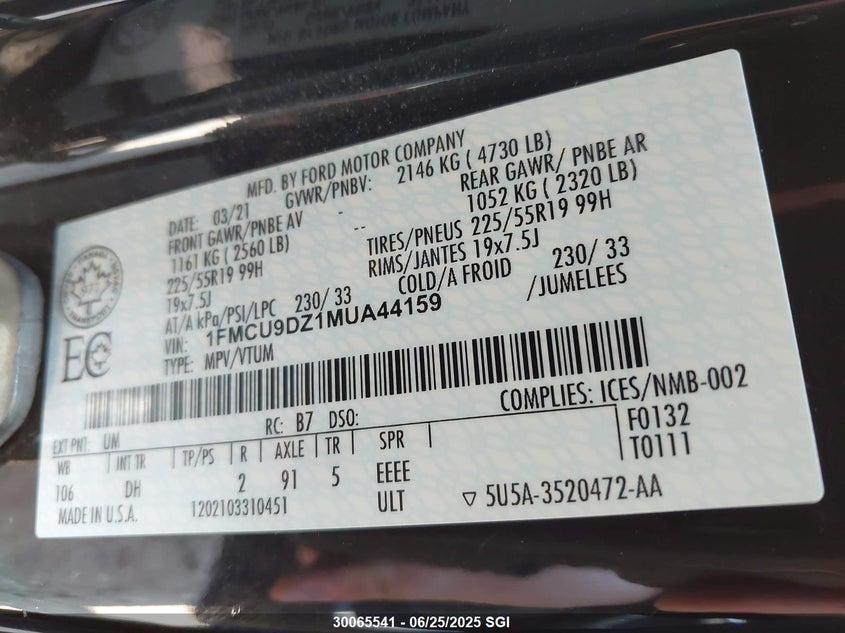 MFD. BY FORD MOTOR COMPANY
DATE: 03/21 GVWR/PNBV: 2146 KG ( 4730 LB)
FRONT GAWR/PNBE AV - REAR GAWR/ PNBE AR
1161 KG ( 2560 LB) -- 1052 KG ( 2320 LB)
225/55R19 99H TIRES/PNEUS 225/55R19 99H
19x7.5J RIMS/JANTES 19x7.5J
AT/A kPa/PSI/LPC 230/ 33 COLD/A FROID 230/ 33
VIN: 1FMCU9DZ1MUA44159 /JUMELEES
TYPE: MPV/VTUM
EC
COMPLIES: ICES/NMB-002
EXT PNT: UM RC: B7 DSO: F0132
WB INT TR TP/PS R AXLE TR SPR T0111
106 DH 2 91 5 EEEE
MADE IN U.S.A. 1202103310451 ULT ▽ 5U5A-3520472-AA
30065541 - 06/25/2025 SGI